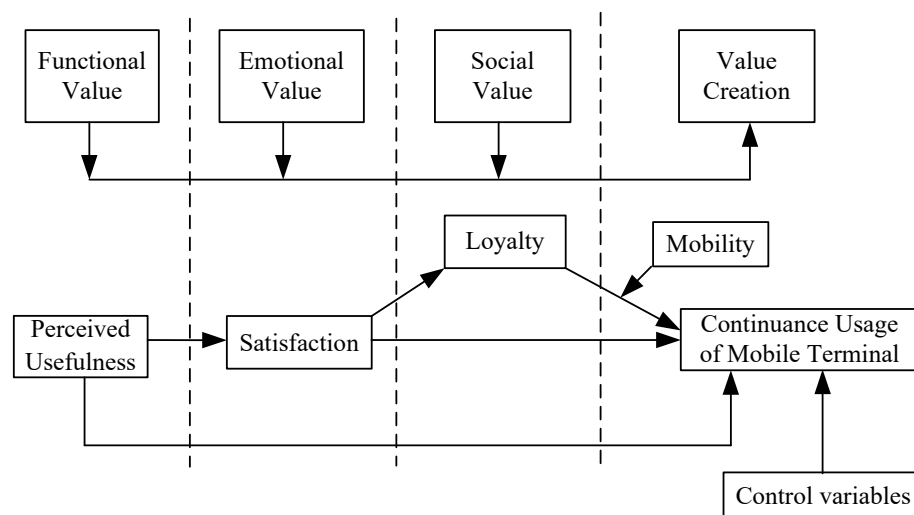 Functional
Value
Emotional
Value
Social
Value
Value
Creation
Loyalty
Mobility
Perceived
Usefulness
Satisfaction
Continuance Usage
of Mobile Terminal
Control variables